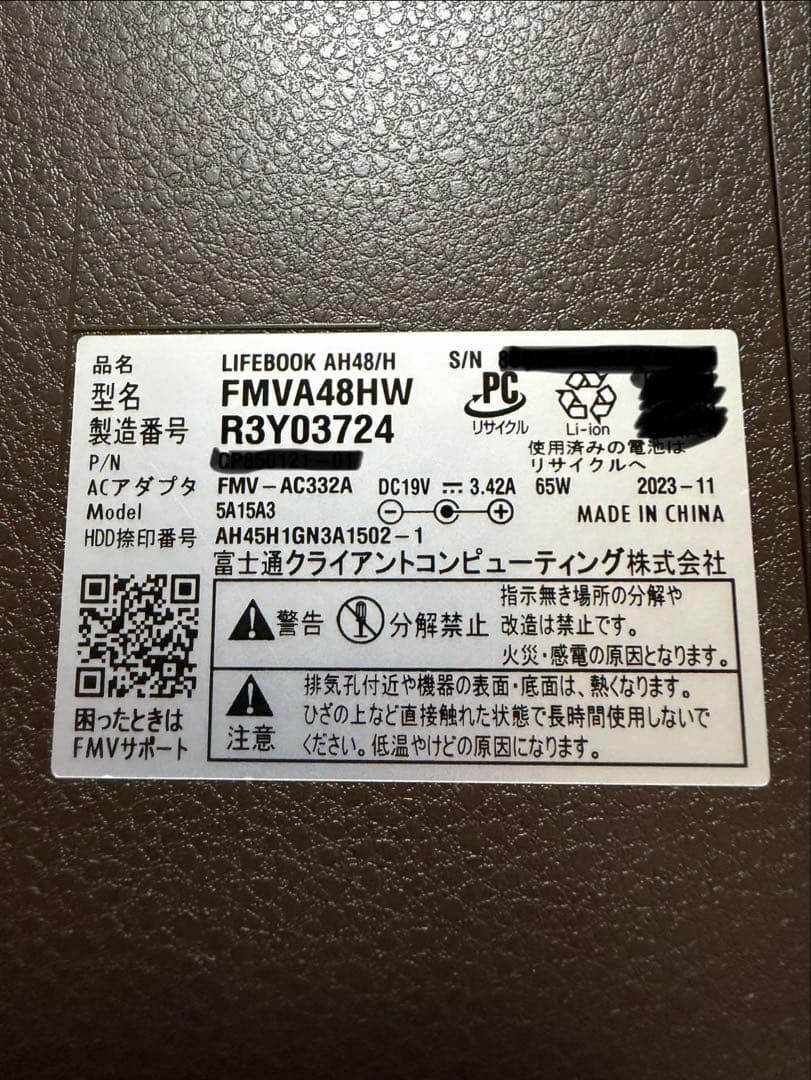 品名 LIFEBOOK AH48/H S/N
型名 FMVA48HW
製造番号 R3Y03724
PC
リサイクル
Li-ion
使用済みの電池は
リサイクルへ
P/N
ACアダプタ FMV-AC332A DC19V 3.42A 65W 2023-11
Model 5A15A3 MADE IN CHINA
HDD捺印番号 AH45H1GN3A1502-1
富士通クライアントコンピューティング株式会社
警告 分解禁止
指示無き場所の分解や
改造は禁止です。
火災・感電の原因となります。
注意
排気孔付近や機器の表面・底面は、熱くなります。
ひざの上など直接触れた状態で長時間使用しないで
ください。低温やけどの原因になります。
困ったときは
FMVサポート